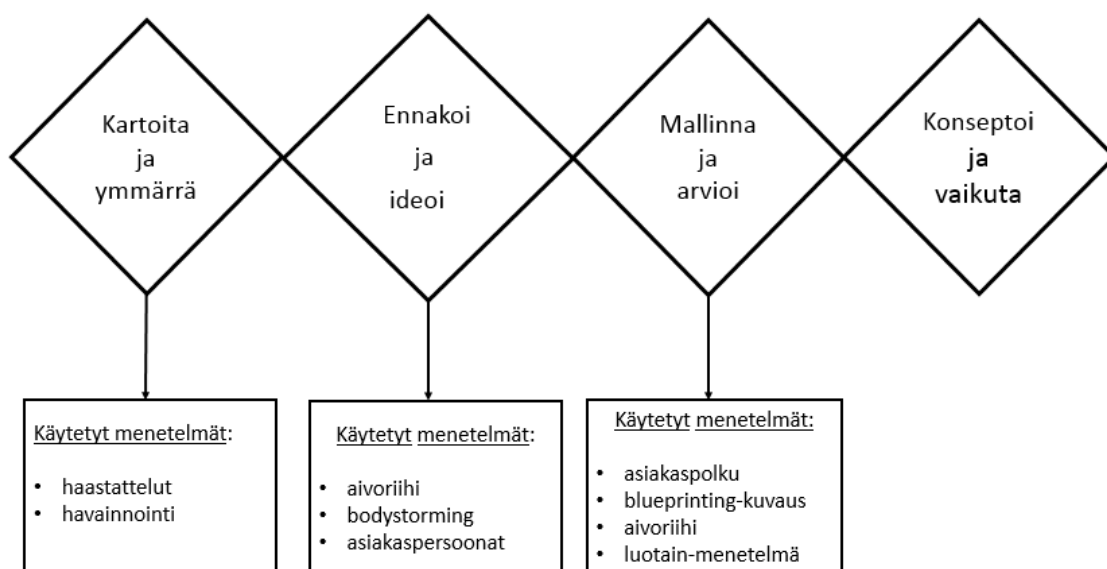 Kartoita
ja
ymmärrä
Ennakoi
ja
ideoi
Mallinna
ja
arvioi
Konseptoi
ja
vaikuta
Käytetyt menetelmät:
• haastattelut
• havainnointi
Käytetyt menetelmät:
• aivoriihi
• bodystorming
• asiakaspersoonat
Käytetyt menetelmät:
• asiakaspolku
• blueprinting-kuvaus
• aivoriihi
• luotain-menetelmä